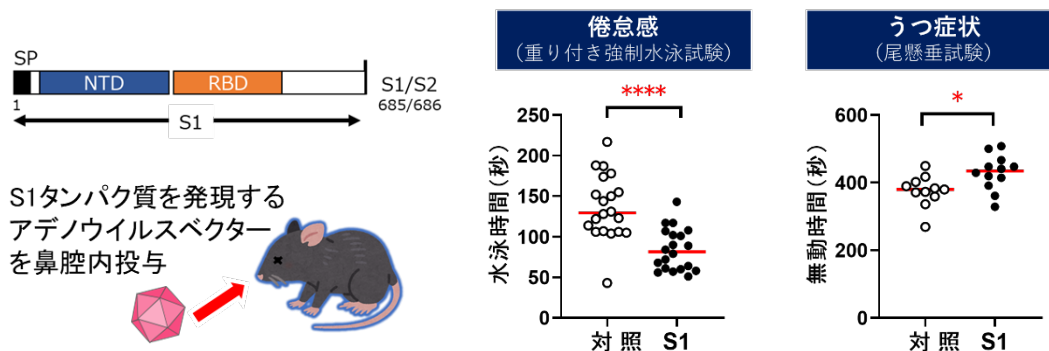 SP
NTD
RBD
S1/S2
1
685/686
S1
S1タンパク質を発現する
アデノウイルスベクター
を鼻腔内投与
倦怠感
(重り付き強制水泳試験)
****
水泳時間(秒)
250
200
150
100
50
0
対照 S1
うつ症状
(尾懸垂試験)
*
無動時間(秒)
600
400
200
0
対照 S1